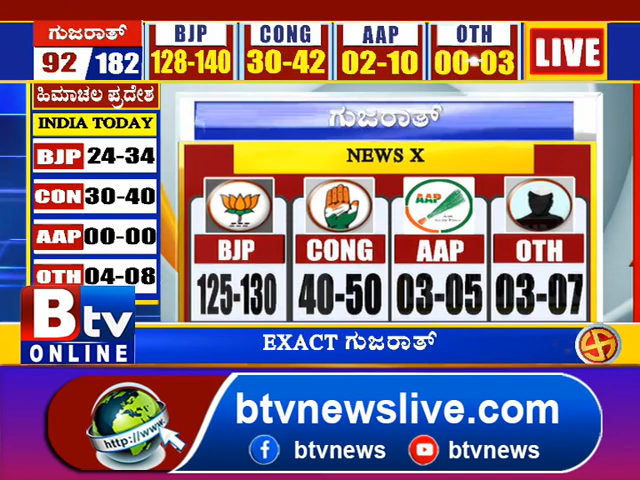 ಗುಜರಾತ್ BJP CONG AAP OTH LIVE
92 182 128-140 30-42 02-10 00-03
ಹಿಮಾಚಲ ಪ್ರದೇಶ
INDIA TODAY
BJP 24-34
CON 30-40
AAP 00-00
OTH 04-08
ಗುಜರಾತ್
NEWS X
AAP
BJP CONG AAP OTH
125-130 40-50 03-05 03-07
Btv
ONLINE
EXACT ಗುಜರಾತ್
http://www.
btvnewslive.com
btvnews btvnews